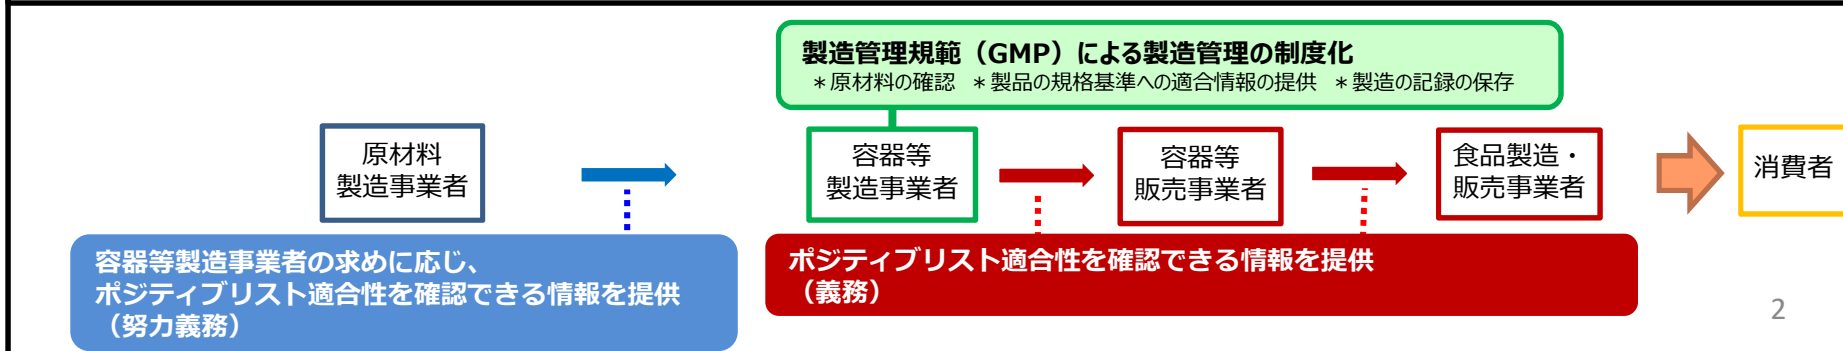 製造管理規範（GMP）による製造管理の制度化
＊原材料の確認 ＊製品の規格基準への適合情報の提供 ＊製造の記録の保存
原材料
製造事業者
容器等
製造事業者
容器等
販売事業者
食品製造・
販売事業者
消費者
容器等製造事業者の求めに応じ、
ポジティブリスト適合性を確認できる情報を提供
（努力義務）
ポジティブリスト適合性を確認できる情報を提供
（義務）
2